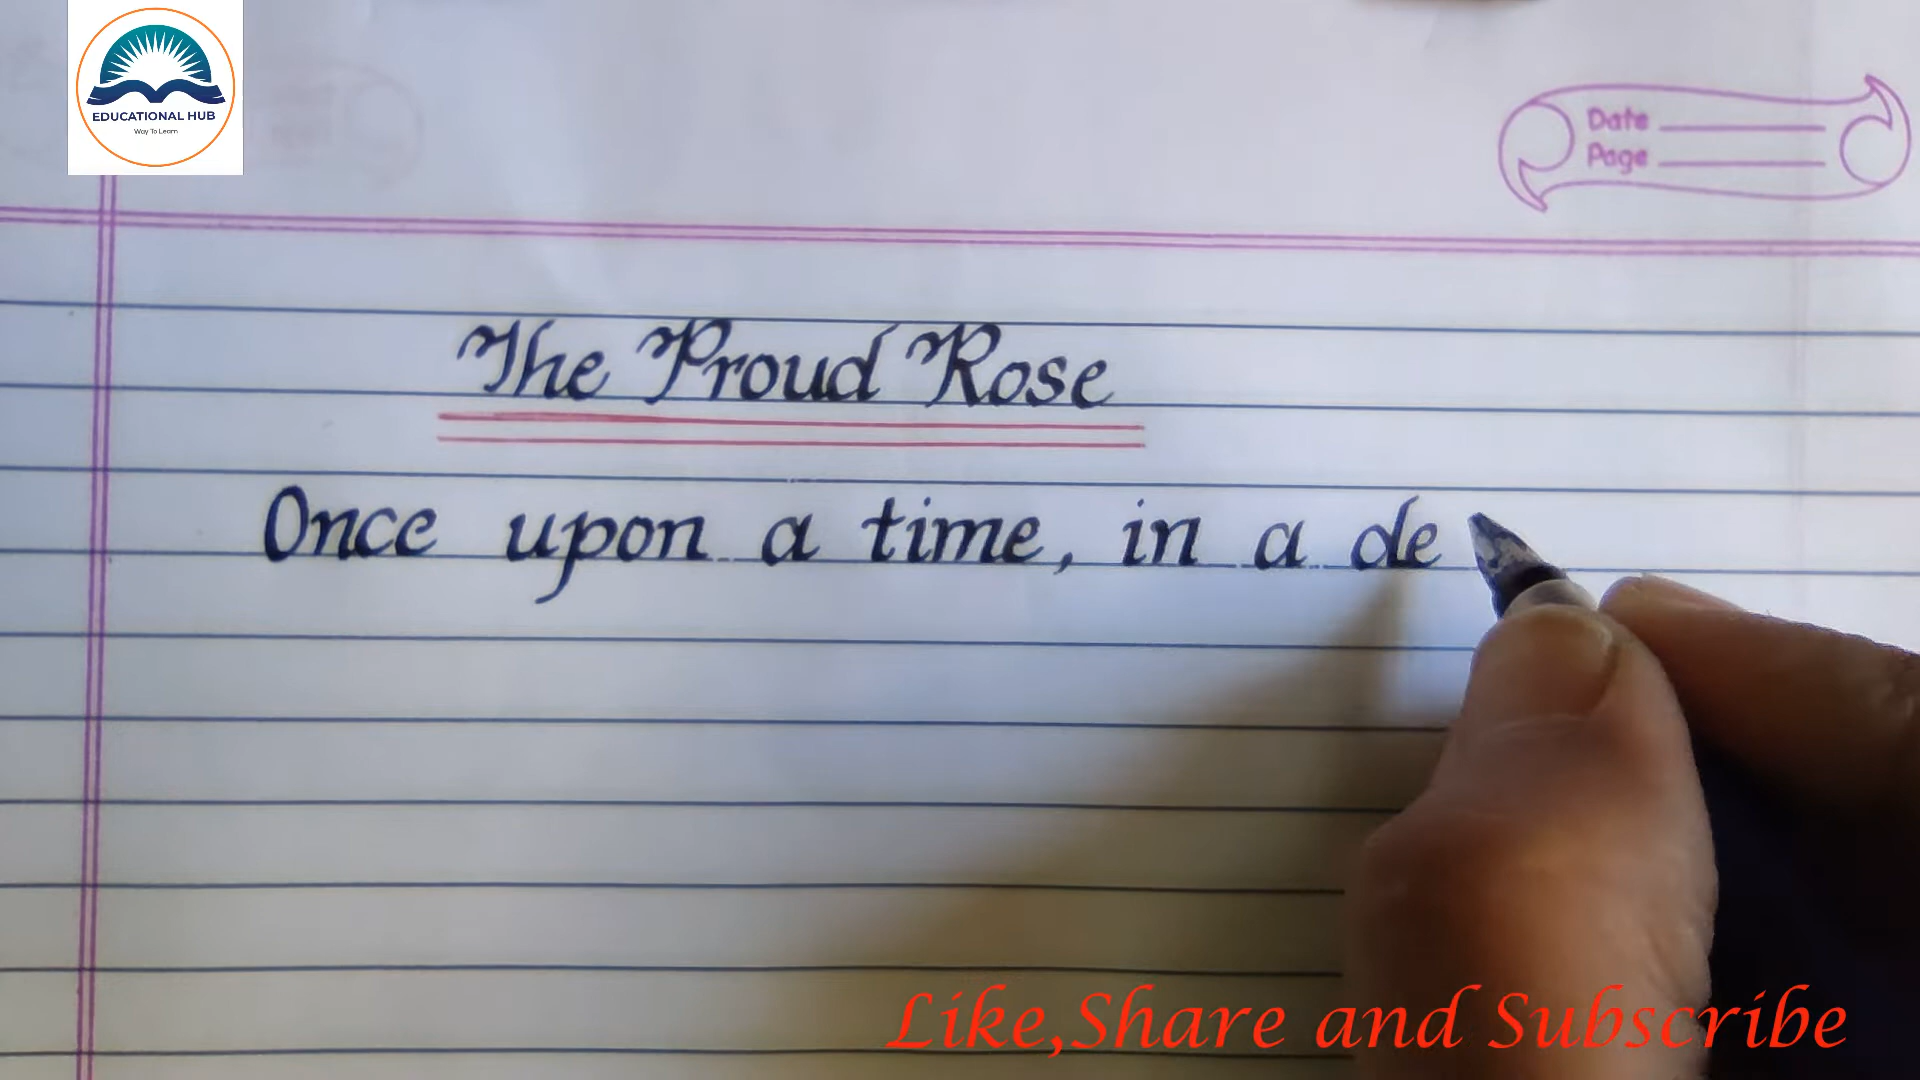 EDUCATIONAL HUB
Way To Learn
Date
Page
The Proud Rose
Once upon a time, in a de
Like,Share and Subscribe